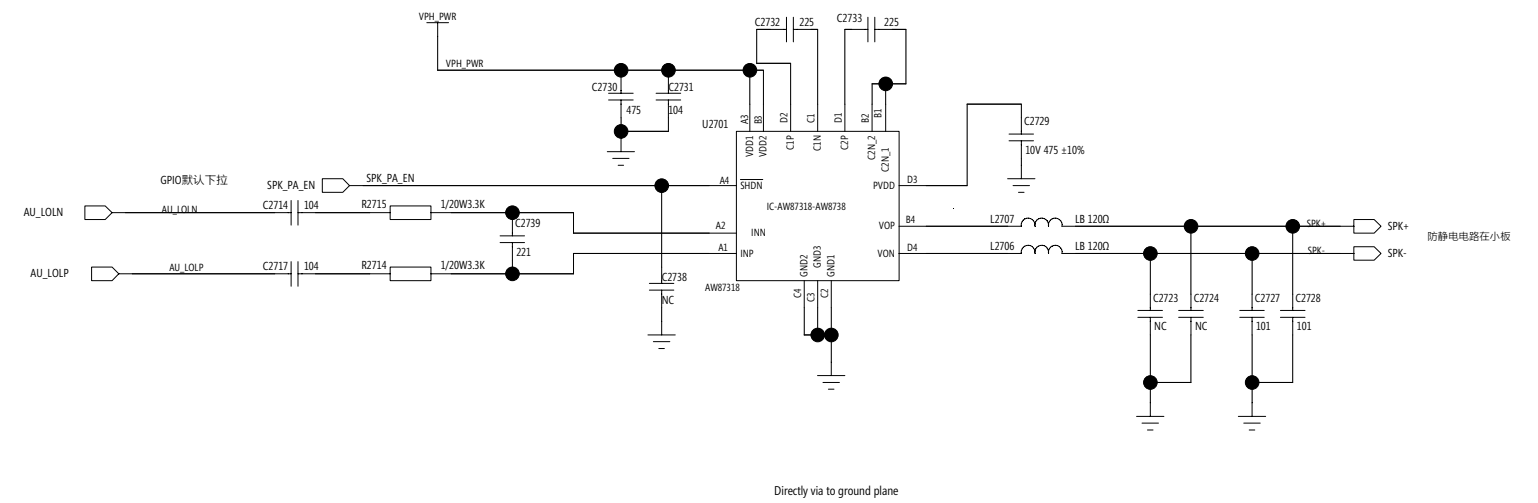 VPH_PWR
C2732 225
C2733 225
VPH_PWR
C2730
475
C2731
104
U2701
A3
B3
D2
C1
D1
B2
B1
VDD1
VDD2
C1P
C1N
C2P
C2N_2
C2N_1
C2729
10V 475 ±10%
GPIO默认下拉
SPK_PA_EN
SPK_PA_EN
A4
SHDN
PVDD
D3
AU_LOLN
AU_LOLN
C2714 104
R2715
1/20W3.3K
C2739
221
A2
INN
IC-AW87318-AW8738
VOP
B4
L2707
LB 120Ω
SPK+
SPK+
防静电电路在小板
AU_LOLP
AU_LOLP
C2717 104
R2714
1/20W3.3K
A1
INP
VON
D4
L2706
LB 120Ω
SPK-
SPK-
C2738
NC
AW87318
GND2
GND3
GND1
C4
C3
C2
C2723
NC
C2724
NC
C2727
101
C2728
101
Directly via to ground plane